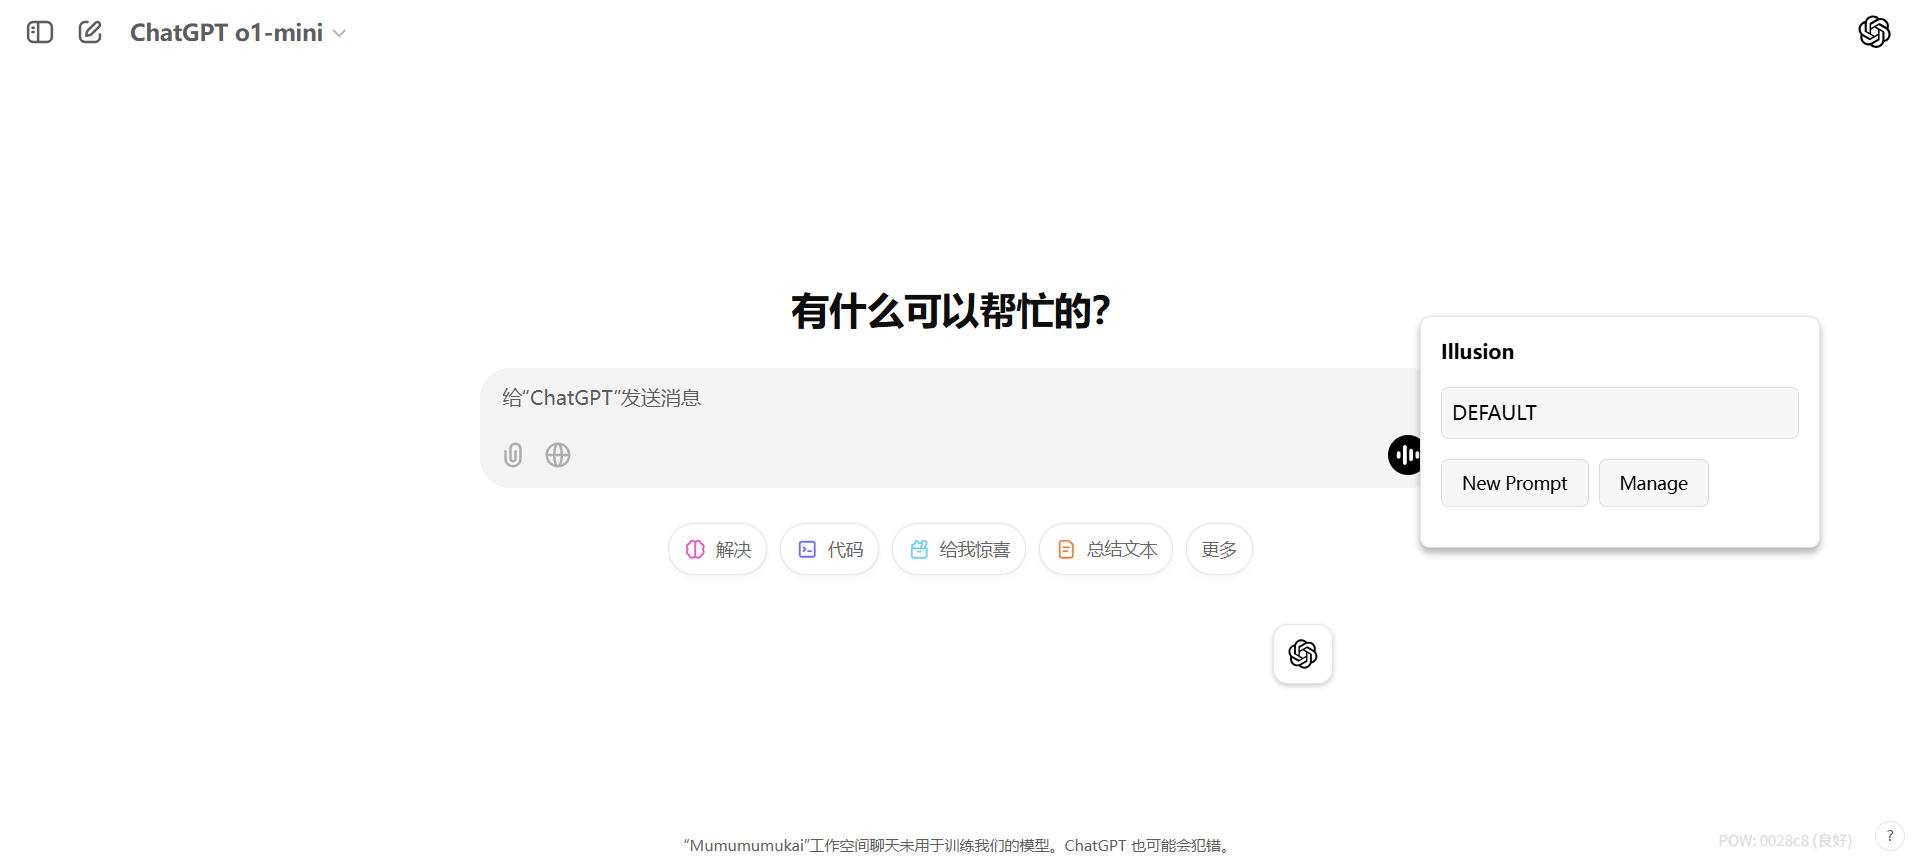 ChatGPT o1-mini
有什么可以帮忙的？
给“ChatGPT”发送消息
解决
代码
给我惊喜
总结文本
更多
Illusion
DEFAULT
New Prompt
Manage
“Mumumumukai”工作空间聊天未用于训练我们的模型。ChatGPT 也可能会犯错。
POW: 0028c8 (良好)
?